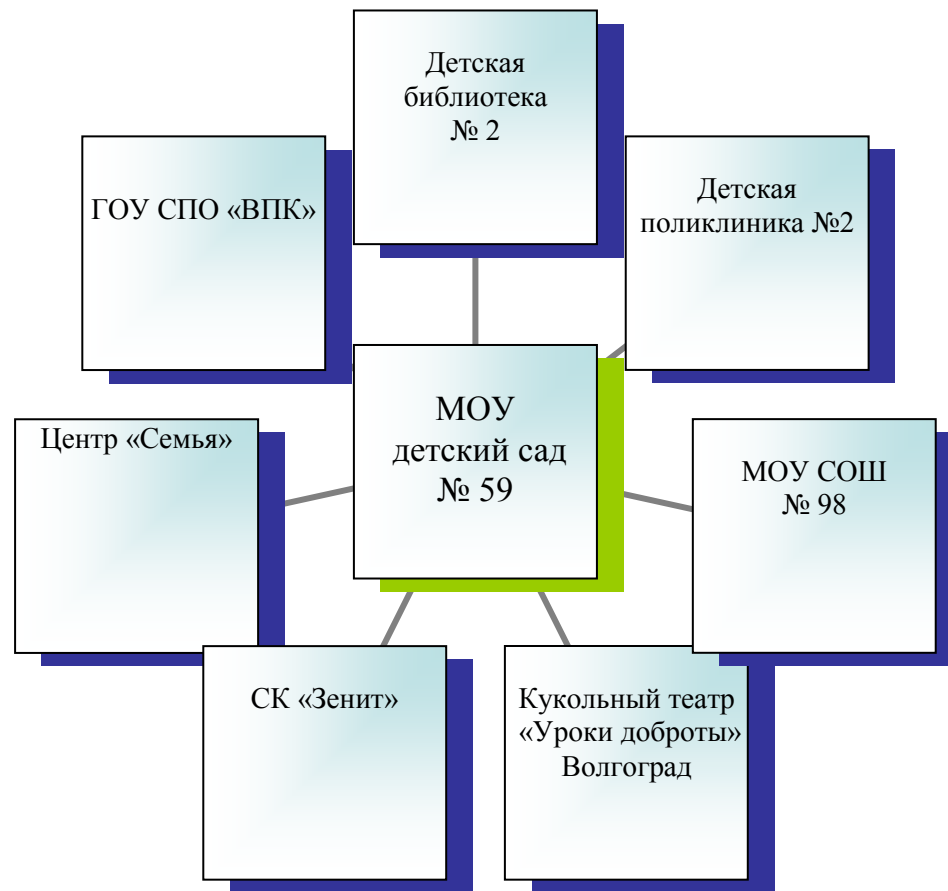 Детская
библиотека
№ 2
ГОУ СПО «ВПК»
Детская
поликлиника №2
МОУ
детский сад
№ 59
Центр «Семья»
МОУ СОШ
№ 98
СК «Зенит»
Кукольный театр
«Уроки доброты»
Волгоград